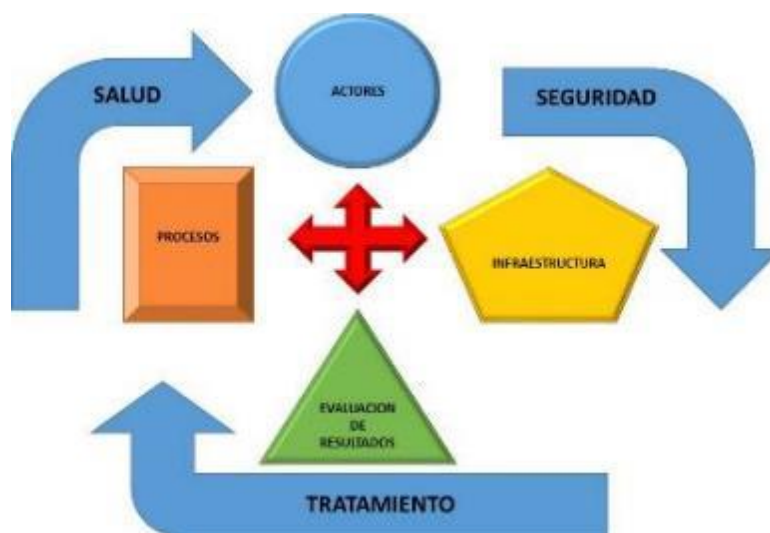 SALUD
ACTORES
SEGURIDAD
PROCESOS
INFRAESTRUCTURA
EVALUACION
DE
RESULTADOS
TRATAMIENTO